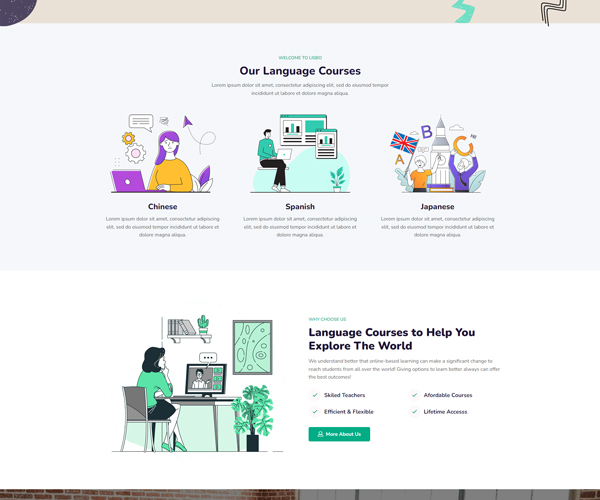 WELCOME TO LISBIC
Our Language Courses
Lorem ipsum dolor sit amet, consectetur adipiscing elit, sed do eiusmod tempor
incididunt ut labore et dolore magna aliqua.
A
B
C
Hi
Chinese
Lorem ipsum dolor sit amet, consectetur adipiscing
elit, sed do eiusmod tempor incididunt ut labore et
dolore magna aliqua.
Spanish
Lorem ipsum dolor sit amet, consectetur adipiscing
elit, sed do eiusmod tempor incididunt ut labore et
dolore magna aliqua.
Japanese
Lorem ipsum dolor sit amet, consectetur adipiscing
elit, sed do eiusmod tempor incididunt ut labore et
dolore magna aliqua.
WHY CHOOSE US
Language Courses to Help You
Explore The World
We understand better that online-based learning can make a significant change to
reach students from all over the world! Giving options to learn better always can offer
the best outcomes!
Skiled Teachers
Afordable Courses
Efficient & Flexible
Lifetime Accesss
More About Us